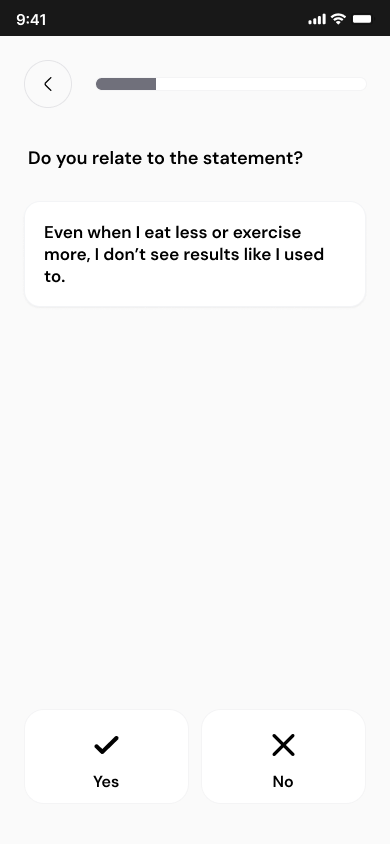 9:41
Do you relate to the statement?
Even when I eat less or exercise
more, I don’t see results like I used
to.
Yes
No